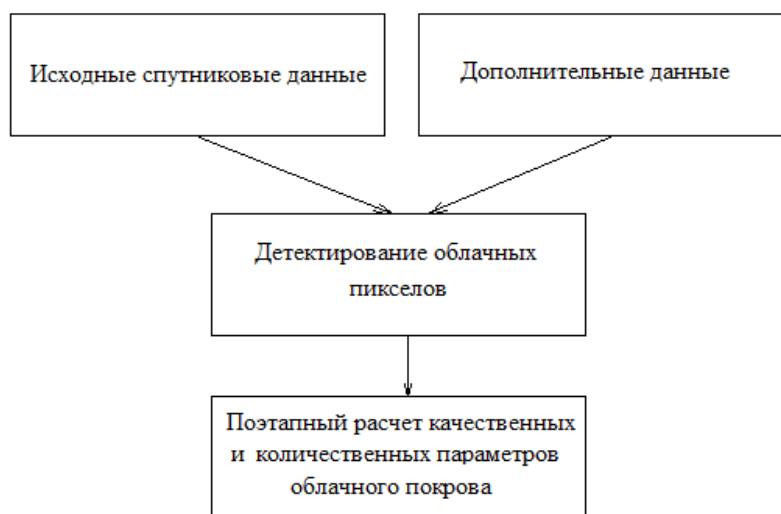 Исходные спутниковые данные
Дополнительные данные
Детектирование облачных
пикселов
Поэтапный расчет качественных
и количественных параметров
облачного покрова